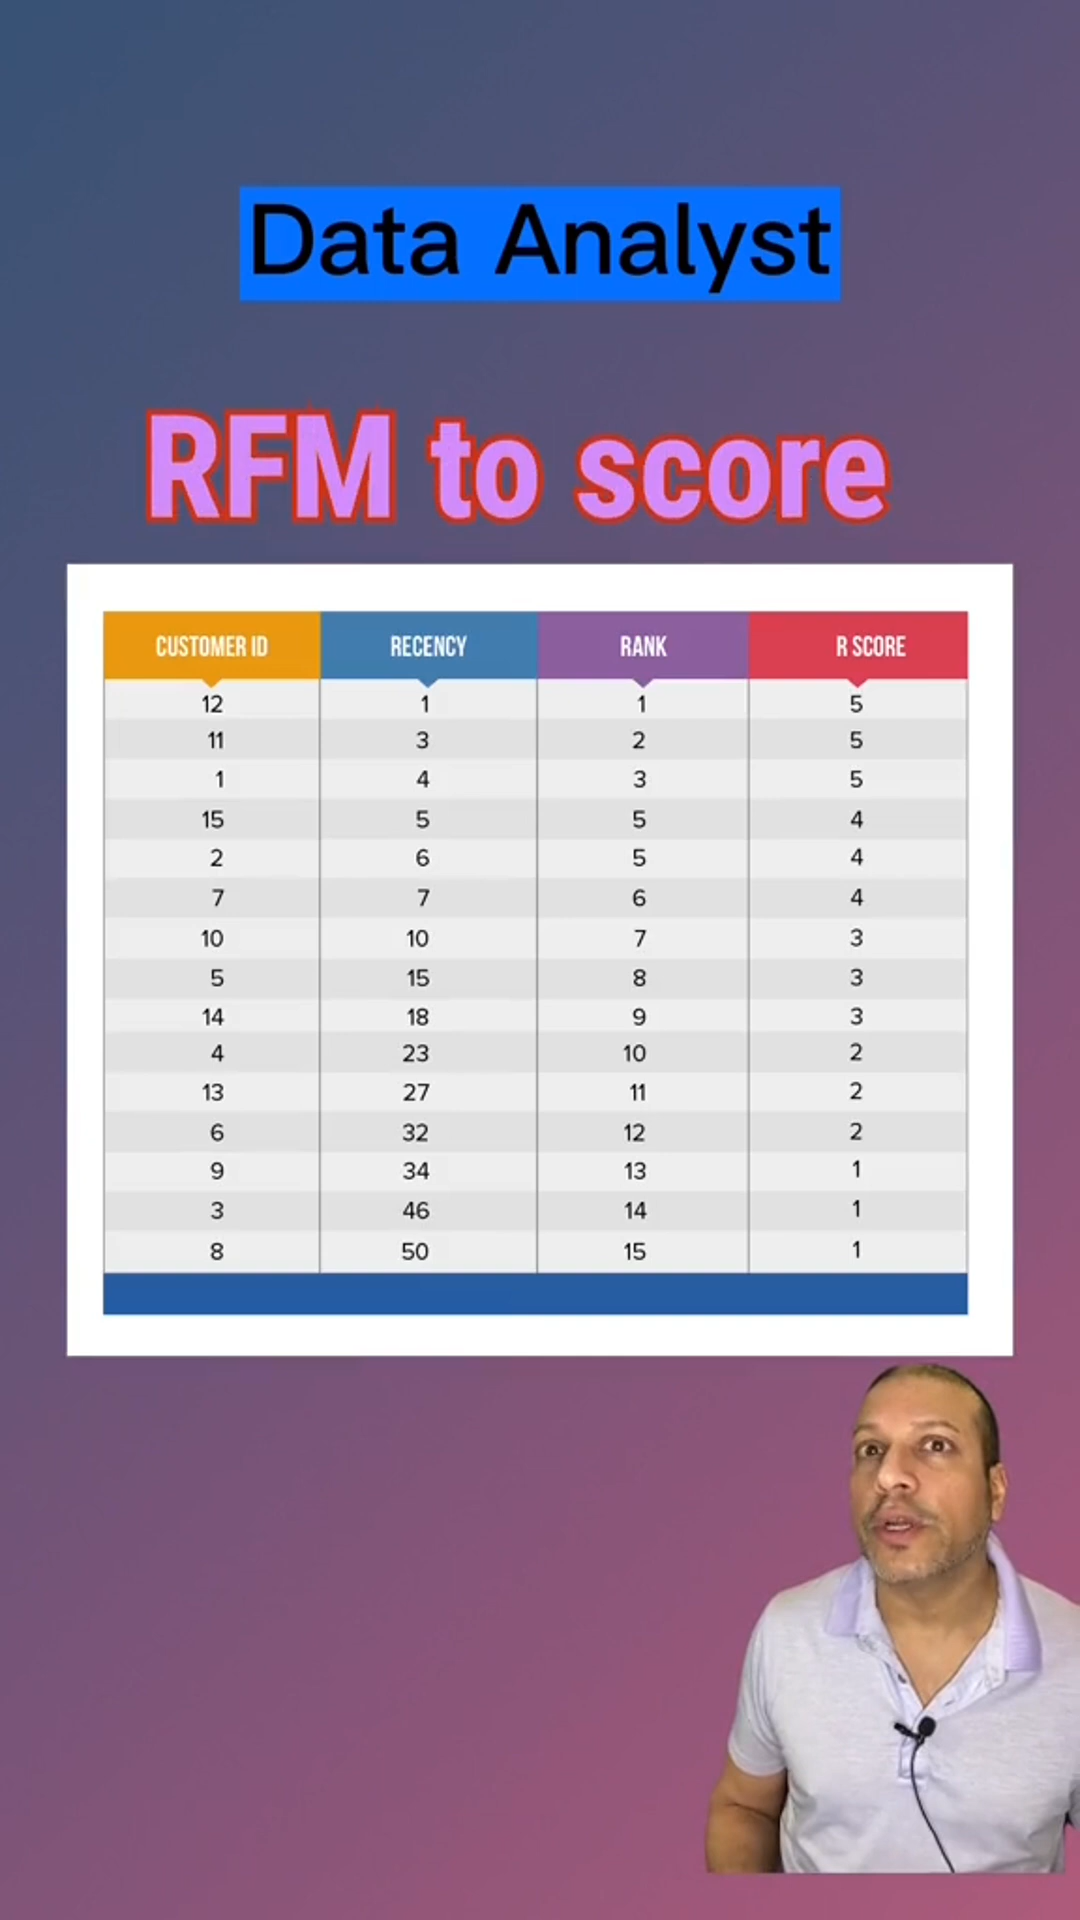 Data Analyst
RFM to score
CUSTOMER ID RECENCY RANK R SCORE
12 1 1 5
11 3 2 5
1 4 3 5
15 5 5 4
2 6 5 4
7 7 6 4
10 10 7 3
5 15 8 3
14 18 9 3
4 23 10 2
13 27 11 2
6 32 12 2
9 34 13 1
3 46 14 1
8 50 15 1